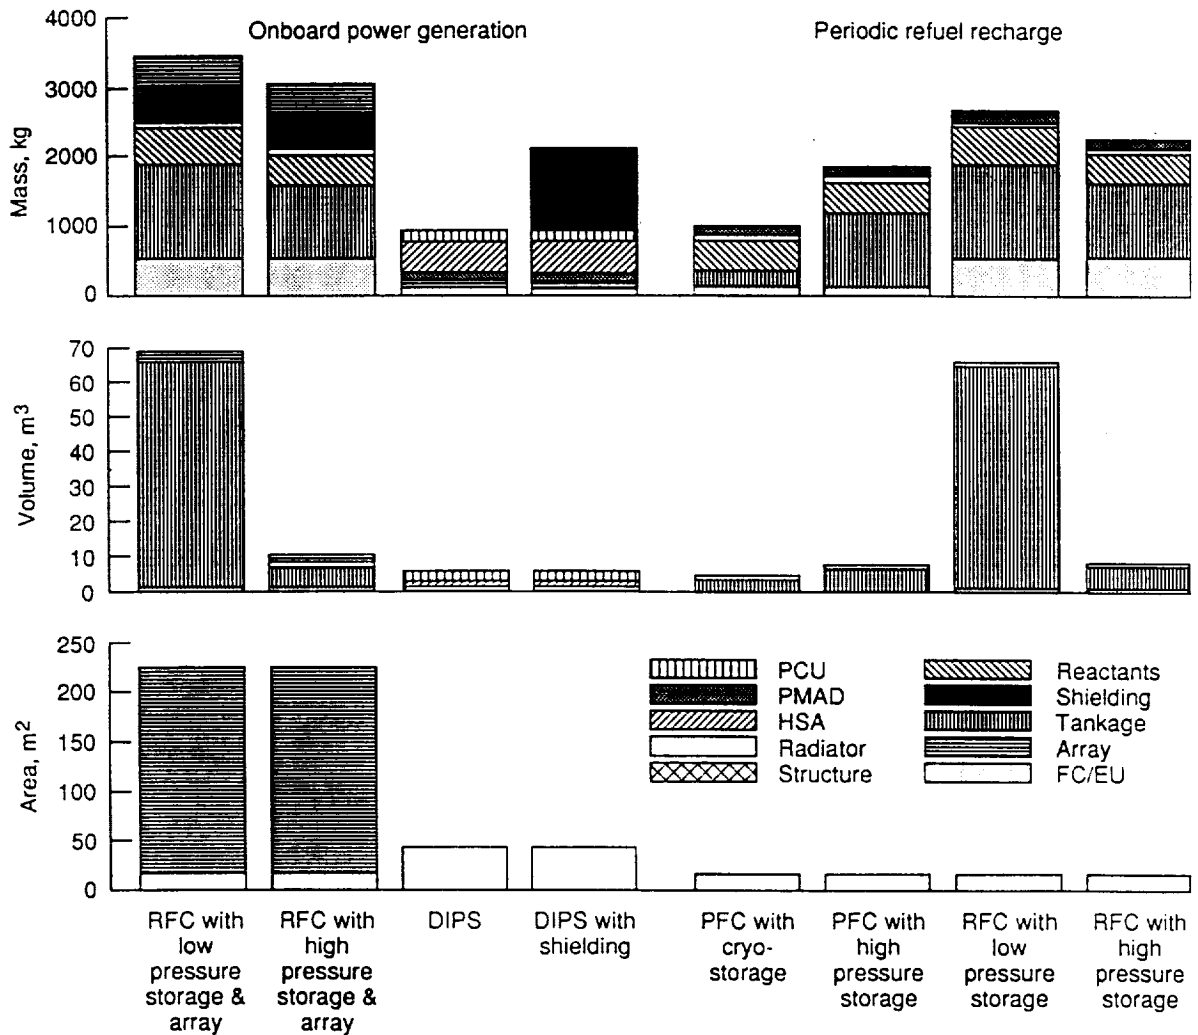 Onboard power generation
Periodic refuel recharge
Mass, kg
4000
3000
2000
1000
0
Volume, m³
70
60
50
40
30
20
10
0
Area, m²
250
200
150
100
50
0
PCU
PMAD
HSA
Radiator
Structure
Reactants
Shielding
Tankage
Array
FC/EU
RFC with
low
pressure
storage &
array
RFC with
high
pressure
storage &
array
DIPS
DIPS with
shielding
PFC with
cryo-
storage
PFC with
high
pressure
storage
RFC with
low
pressure
storage
RFC with
high
pressure
storage